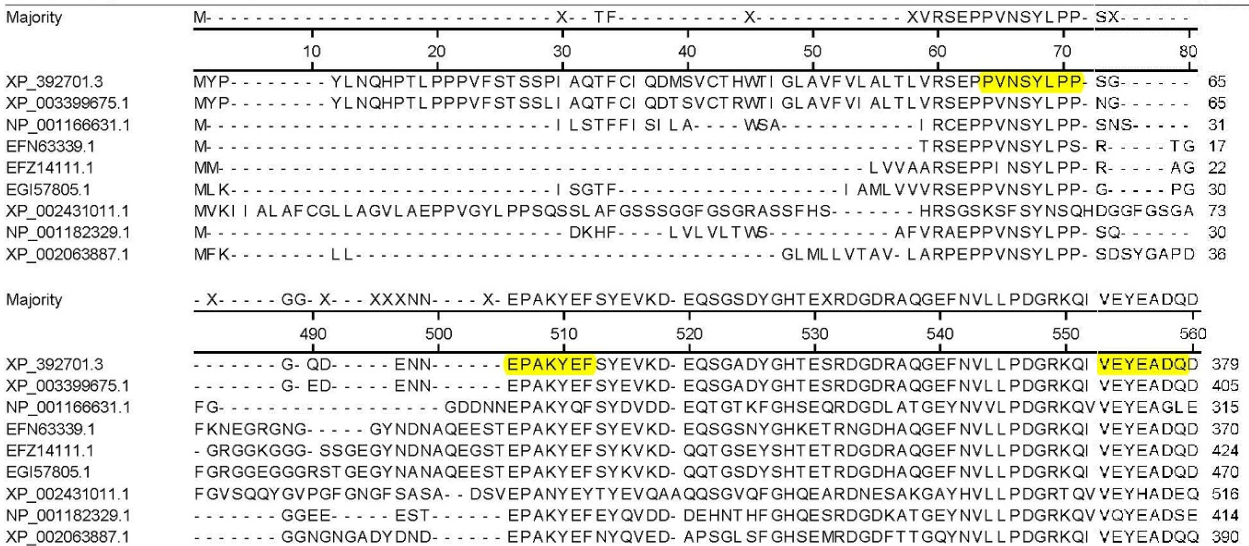 Majority M---------------------------X--TF----------X------------XVRSEPPVNSYLPP-SX------
10 20 30 40 50 60 70 80
XP_392701.3 MYP--------YLNQHPTLPPPVFSTSSPIAQTFCIQDMSVCTHWTIGLAVFVLALTLVRSEPPVNSYLPP-SG------ 65
XP_003399675.1 MYP--------YLNQHPTLPPPVFSTSSLIAQTFCIQDTSVCTRWTIGLAVFVIALTLVRSEPPVNSYLPP-NG------ 65
NP_001166631.1 M----------------------------ILSTFFISILA----WSA-----------IRCEPPVNSYLPP-SNS----- 31
EFN63339.1 M---------------------------------------------------------TRSEPPVNSYLPS-R-----TG 17
EFZ14111.1 MM----------------------------------------------------LVVAARSEPPINSYLPP-R-----AG 22
EGI57805.1 MLK--------------------------ISGTF------------------IAMLVVVRSEPPVNSYLPP-G-----PG 30
XP_002431011.1 MVKIIALAFCGLLAGVLAEPPVGYLPPSQSSLAFGSSSGGFGSGRASSFHS-------HRSGSKSFSYNSQHDGGFGSGA 73
NP_001182329.1 M-----------------------------DKHF----LVLVLTWS----------AFVRAEPPVNSYLPP-SQ------ 30
XP_002063887.1 MFK-------LL----------------------------------GLMLLVTAV-LARPEPPVNSYLPP-SDSYGAPD 36
Majority -X-----GG-X---XXXNN----X-EPAKYEFSYEVKD-EQSGSDYGHTEXRDGDRAQGEFNVLLPDGRKQIVEYEADQD
490 500 510 520 530 540 550 560
XP_392701.3 -------G-QD-----ENN------EPAKYEFSYEVKD-EQSGADYGHTESRDGDRAQGEFNVLLPDGRKQIVEYEADQD 379
XP_003399675.1 -------G-ED-----ENN------EPAKYEFSYEVKD-EQSGSDYGHTESRDGDRAQGEFNVLLPDGRKQIVEYEADQD 405
NP_001166631.1 FG------------------GDDNNEPAKYQFSYDVDD-EQTGTKFGHSEQRDGDLATGEYNVVLPDGRKQVVEYEAGLE 315
EFN63339.1 FKNEGRGNG-----GYNDNAQEESTEPAKYEFSYEVKD-EQSGSNYGHKETRNGDHAQGEFNVLLPDGRKQIVEYEADQD 370
EFZ14111.1 -GRGGKGGG-SSGEGYNDNAQEGSTEPAKYEFSYKVKD-QQTGSEYSHTETRDGDRAQGEFNVLLPDGRKQIVEYEADQD 424
EGI57805.1 FGRGGEGGGRSTGEGYNANAQEGSTEPAKYEFSYKVKD-QQTGSDYSHTETRDGDHAQGEFNVLLPDGRKQIVEYEADQD 470
XP_002431011.1 FGVSQQYGVPGFGNGFSASA--DSVEPANYEYTYEVQAAQQSGVQFGHQEARDNESAKGAYHVLLPDGRTQVVEYHADEQ 516
NP_001182329.1 -------GGEE-----EST------EPAKYEFEYQVDD-DEHNTHFGHQESRDGDKATGEYNVLLPDGRKQVVQYEADSE 414
XP_002063887.1 -------GGNGNGADYDND------EPAKYEFNYQVED-APSGLSFGHSEMRDGDFTTGQYNVLLPDGRKQIVEYEADQQ 390